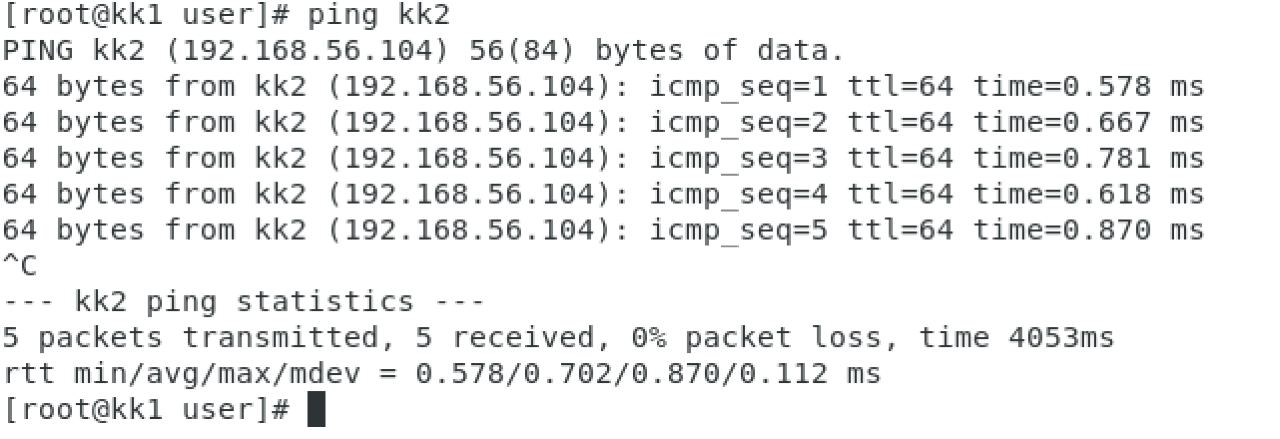 [root@kk1 user]# ping kk2
PING kk2 (192.168.56.104) 56(84) bytes of data.
64 bytes from kk2 (192.168.56.104): icmp_seq=1 ttl=64 time=0.578 ms
64 bytes from kk2 (192.168.56.104): icmp_seq=2 ttl=64 time=0.667 ms
64 bytes from kk2 (192.168.56.104): icmp_seq=3 ttl=64 time=0.781 ms
64 bytes from kk2 (192.168.56.104): icmp_seq=4 ttl=64 time=0.618 ms
64 bytes from kk2 (192.168.56.104): icmp_seq=5 ttl=64 time=0.870 ms
^C
--- kk2 ping statistics ---
5 packets transmitted, 5 received, 0% packet loss, time 4053ms
rtt min/avg/max/mdev = 0.578/0.702/0.870/0.112 ms
[root@kk1 user]#